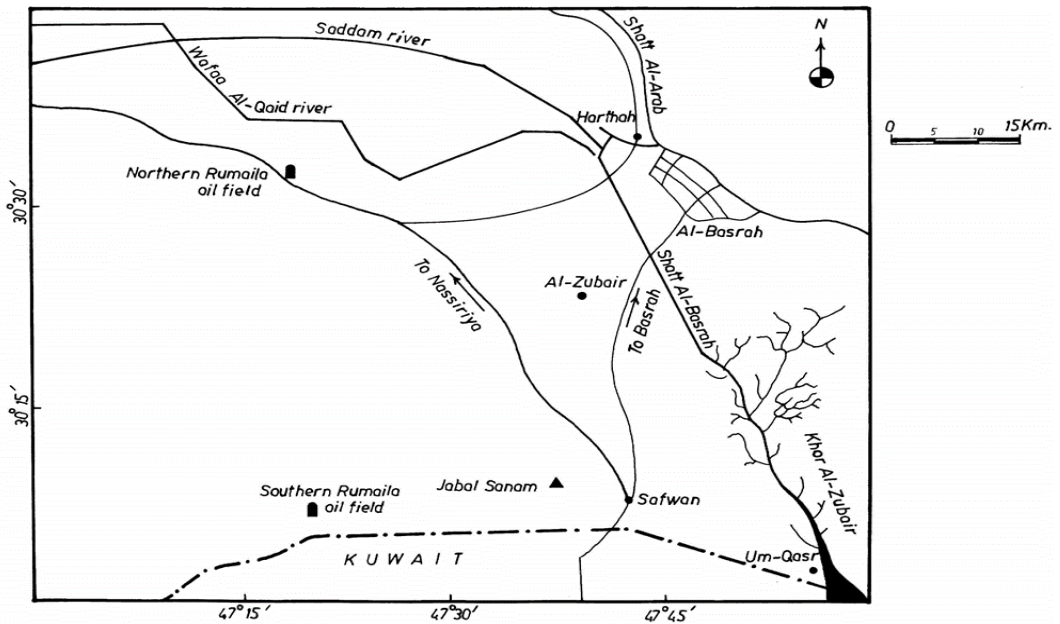 Saddam river
Shatt Al-Arab
N
Wafaa
Al-Qaid river
Harthah
0 5 10 15Km.
Northern Rumaila
oil field
30°30′
Al-Basrah
To Nassiriya
Al-Zubair
To Basrah
Shatt Al-Basrah
30°15′
Khor Al-Zubair
Jabal Sanam
Southern Rumaila
oil field
Safwan
KUWAIT
Um-Qasr
47°15′
47°30′
47°45′